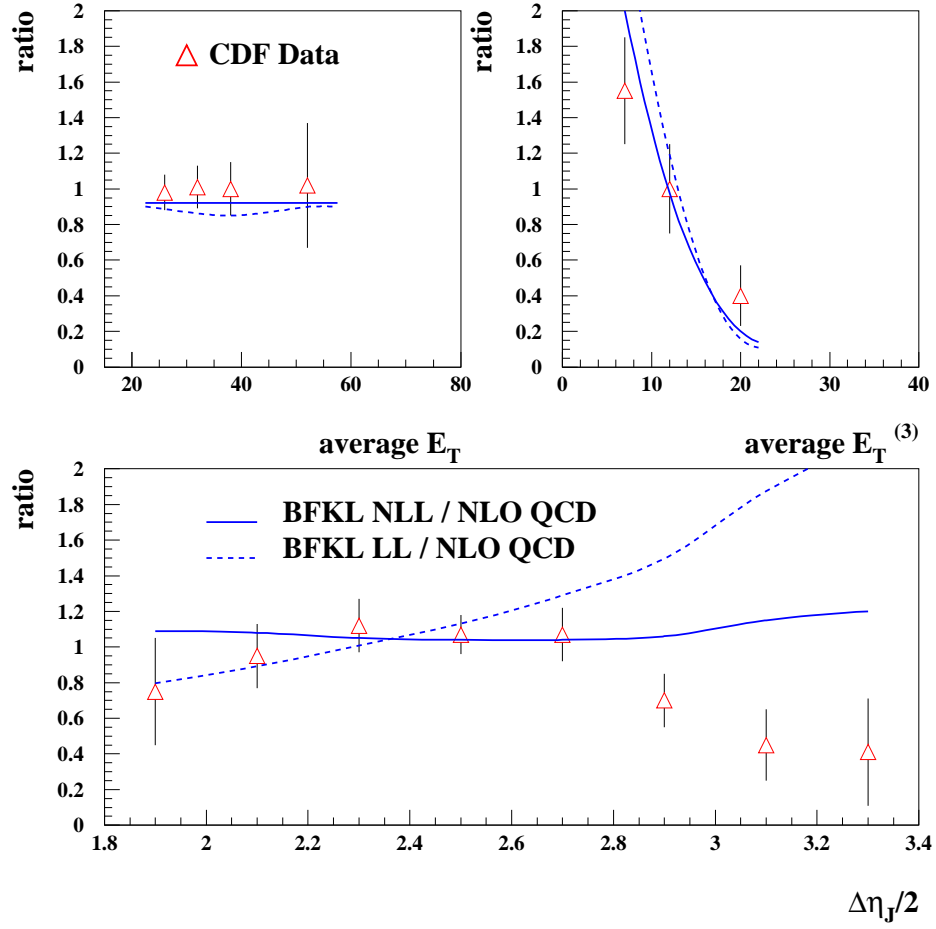 ratio
2
1.8
1.6
1.4
1.2
1
0.8
0.6
0.4
0.2
0
CDF Data
20 40 60 80
average E_T
ratio
2
1.8
1.6
1.4
1.2
1
0.8
0.6
0.4
0.2
0
0 10 20 30 40
average E_T^(3)
ratio
2
1.8
1.6
1.4
1.2
1
0.8
0.6
0.4
0.2
0
BFKL NLL / NLO QCD
BFKL LL / NLO QCD
1.8 2 2.2 2.4 2.6 2.8 3 3.2 3.4
Δη_J/2